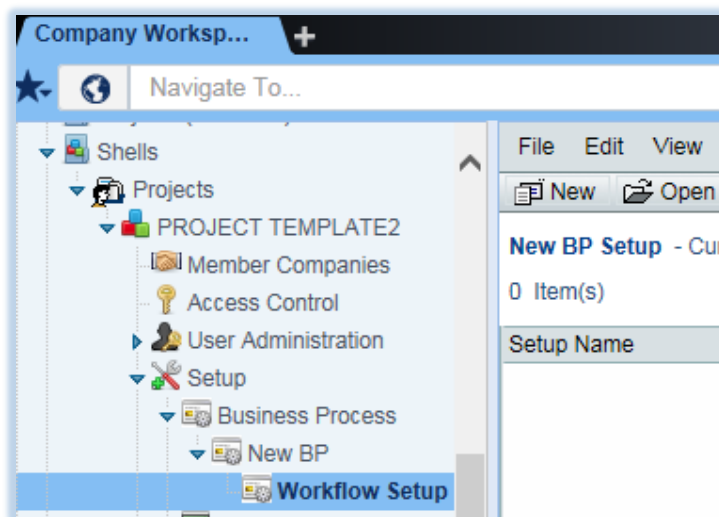 Company Worksp...
Navigate To...
Shells
Projects
PROJECT TEMPLATE2
Member Companies
Access Control
User Administration
Setup
Business Process
New BP
Workflow Setup
File Edit View
New Open
New BP Setup - Cur
0 Item(s)
Setup Name